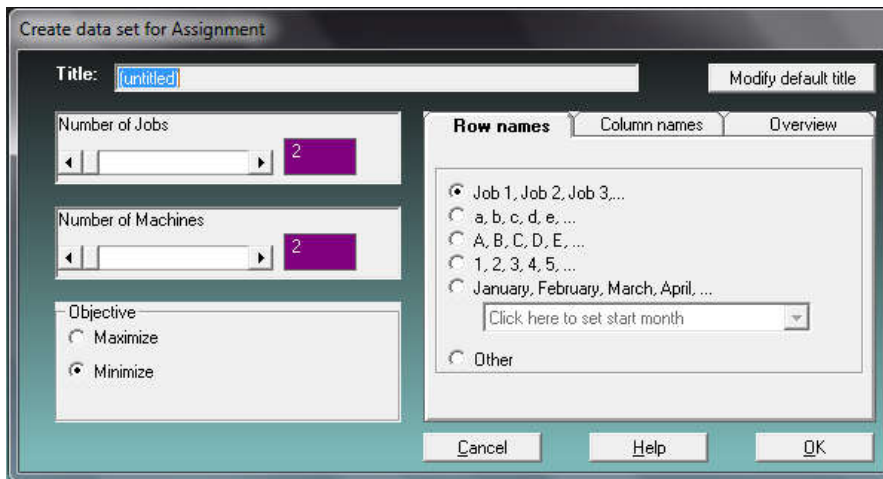 Create data set for Assignment
Title: (untitled)
Modify default title
Number of Jobs
2
Number of Machines
2
Objective
Maximize
Minimize
Row names
Column names
Overview
Job 1, Job 2, Job 3,...
a, b, c, d, e, ...
A, B, C, D, E, ...
1, 2, 3, 4, 5, ...
January, February, March, April, ...
Click here to set start month
Other
Cancel
Help
OK